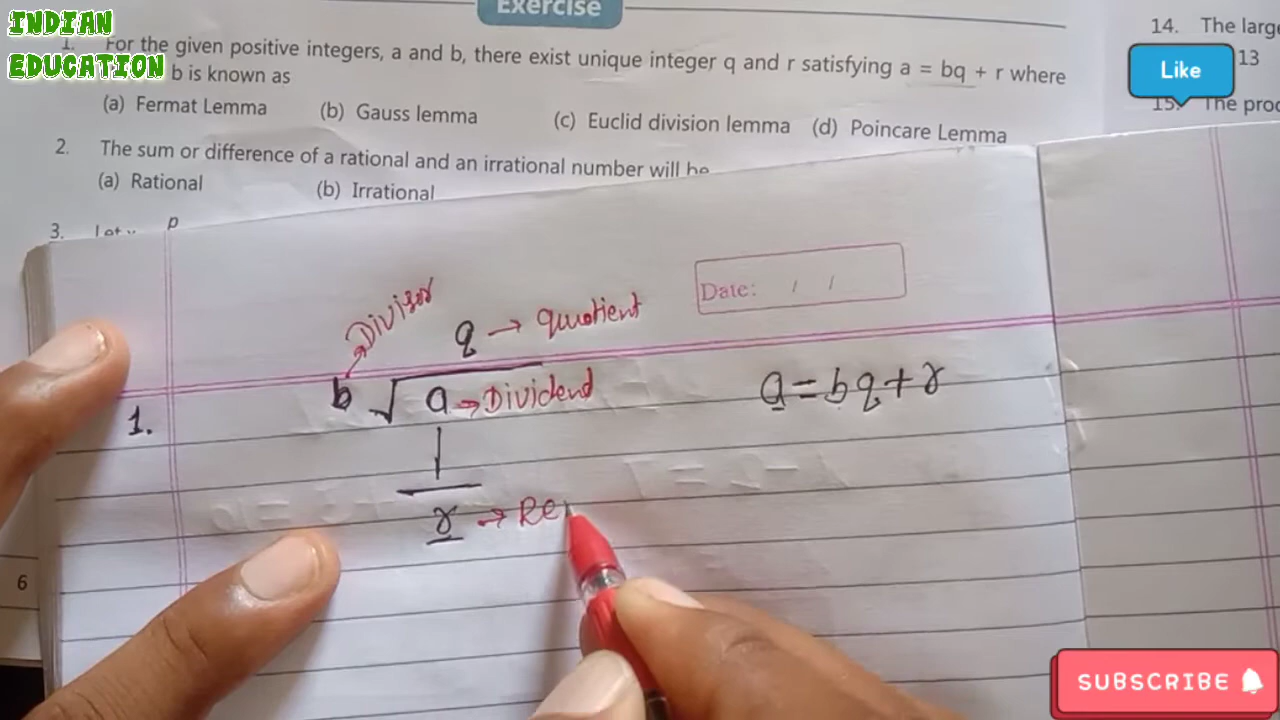 INDIAN
EDUCATION
Exercise
1. For the given positive integers, a and b, there exist unique integer q and r satisfying a = bq + r where
b is known as
(a) Fermat Lemma (b) Gauss lemma (c) Euclid division lemma (d) Poincare Lemma
2. The sum or difference of a rational and an irrational number will be
(a) Rational (b) Irrational
3. Let
p
14. The
13
Like
15. The
Date: / /
Divisor
q → quotient
b √ a → Dividend
a = bq + r
1.
r → Re
6
SUBSCRIBE